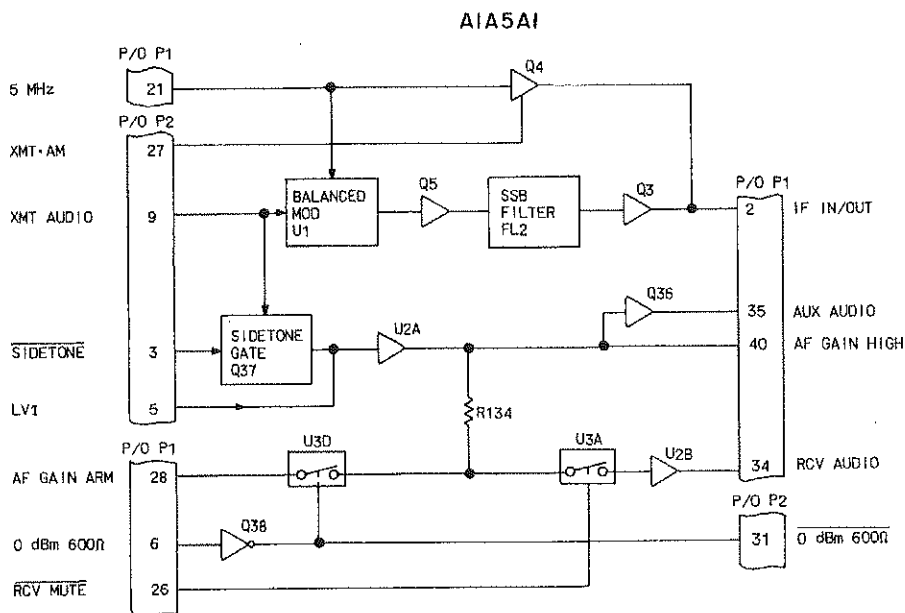 A1A5A1
P/O P1
5 MHz
21
Q4
P/O P2
XMT·AM
27
XMT AUDIO
9
BALANCED
MOD
U1
Q5
SSB
FILTER
FL2
Q3
P/O P1
2
IF IN/OUT
Q36
35
AUX AUDIO
SIDETONE
3
SIDETONE
GATE
Q37
U2A
40
AF GAIN HIGH
LV1
5
R134
P/O P1
U3D
U3A
AF GAIN ARM
28
U2B
34
RCV AUDIO
P/O P2
0 dBm 600Ω
6
Q38
31
0 dBm 600Ω
RCV MUTE
26